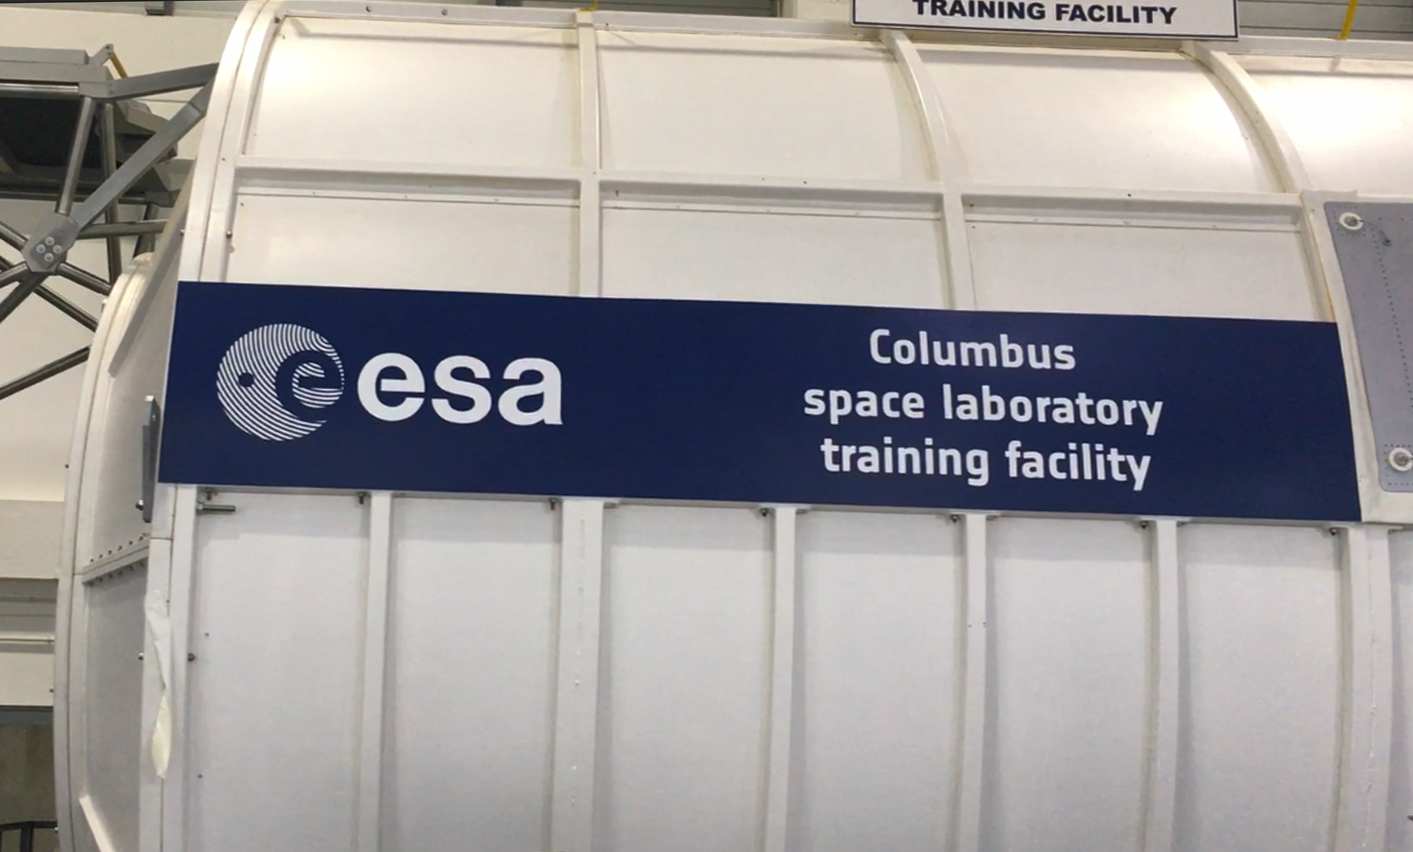 TRAINING FACILITY
esa
Columbus
space laboratory
training facility